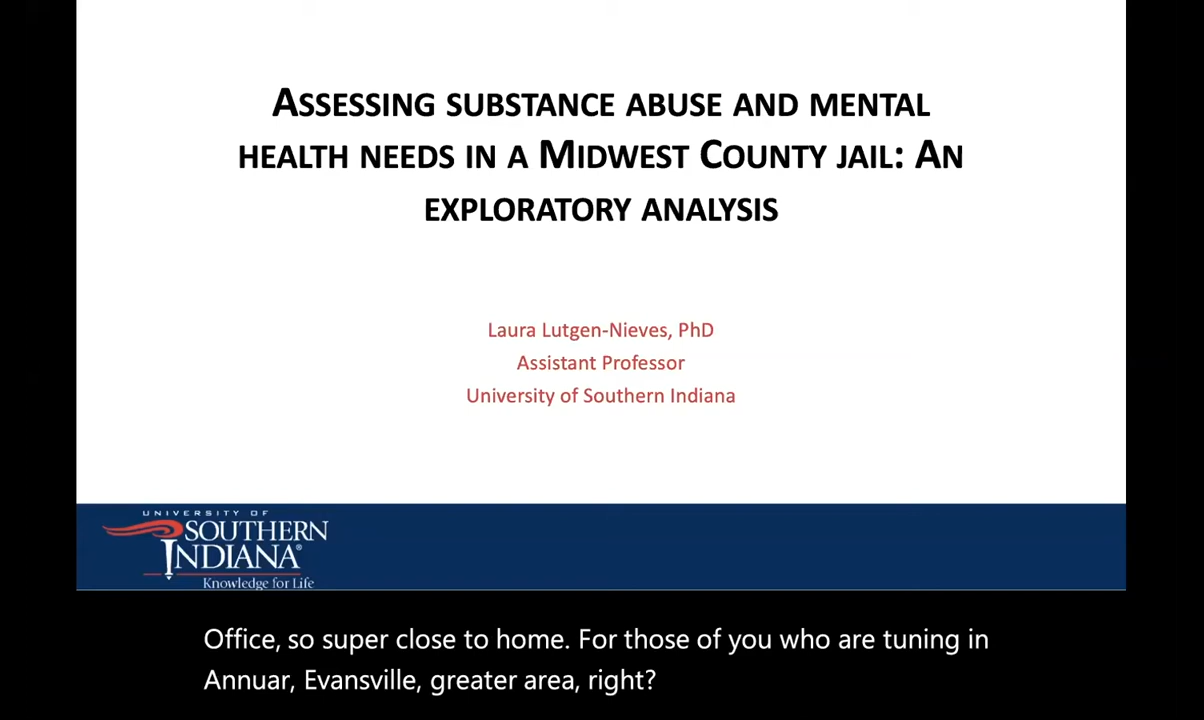 ASSESSING SUBSTANCE ABUSE AND MENTAL
HEALTH NEEDS IN A MIDWEST COUNTY JAIL: AN
EXPLORATORY ANALYSIS
Laura Lutgen-Nieves, PhD
Assistant Professor
University of Southern Indiana
UNIVERSITY OF
SOUTHERN
INDIANA®
Knowledge for Life
Office, so super close to home. For those of you who are tuning in
Annuar, Evansville, greater area, right?